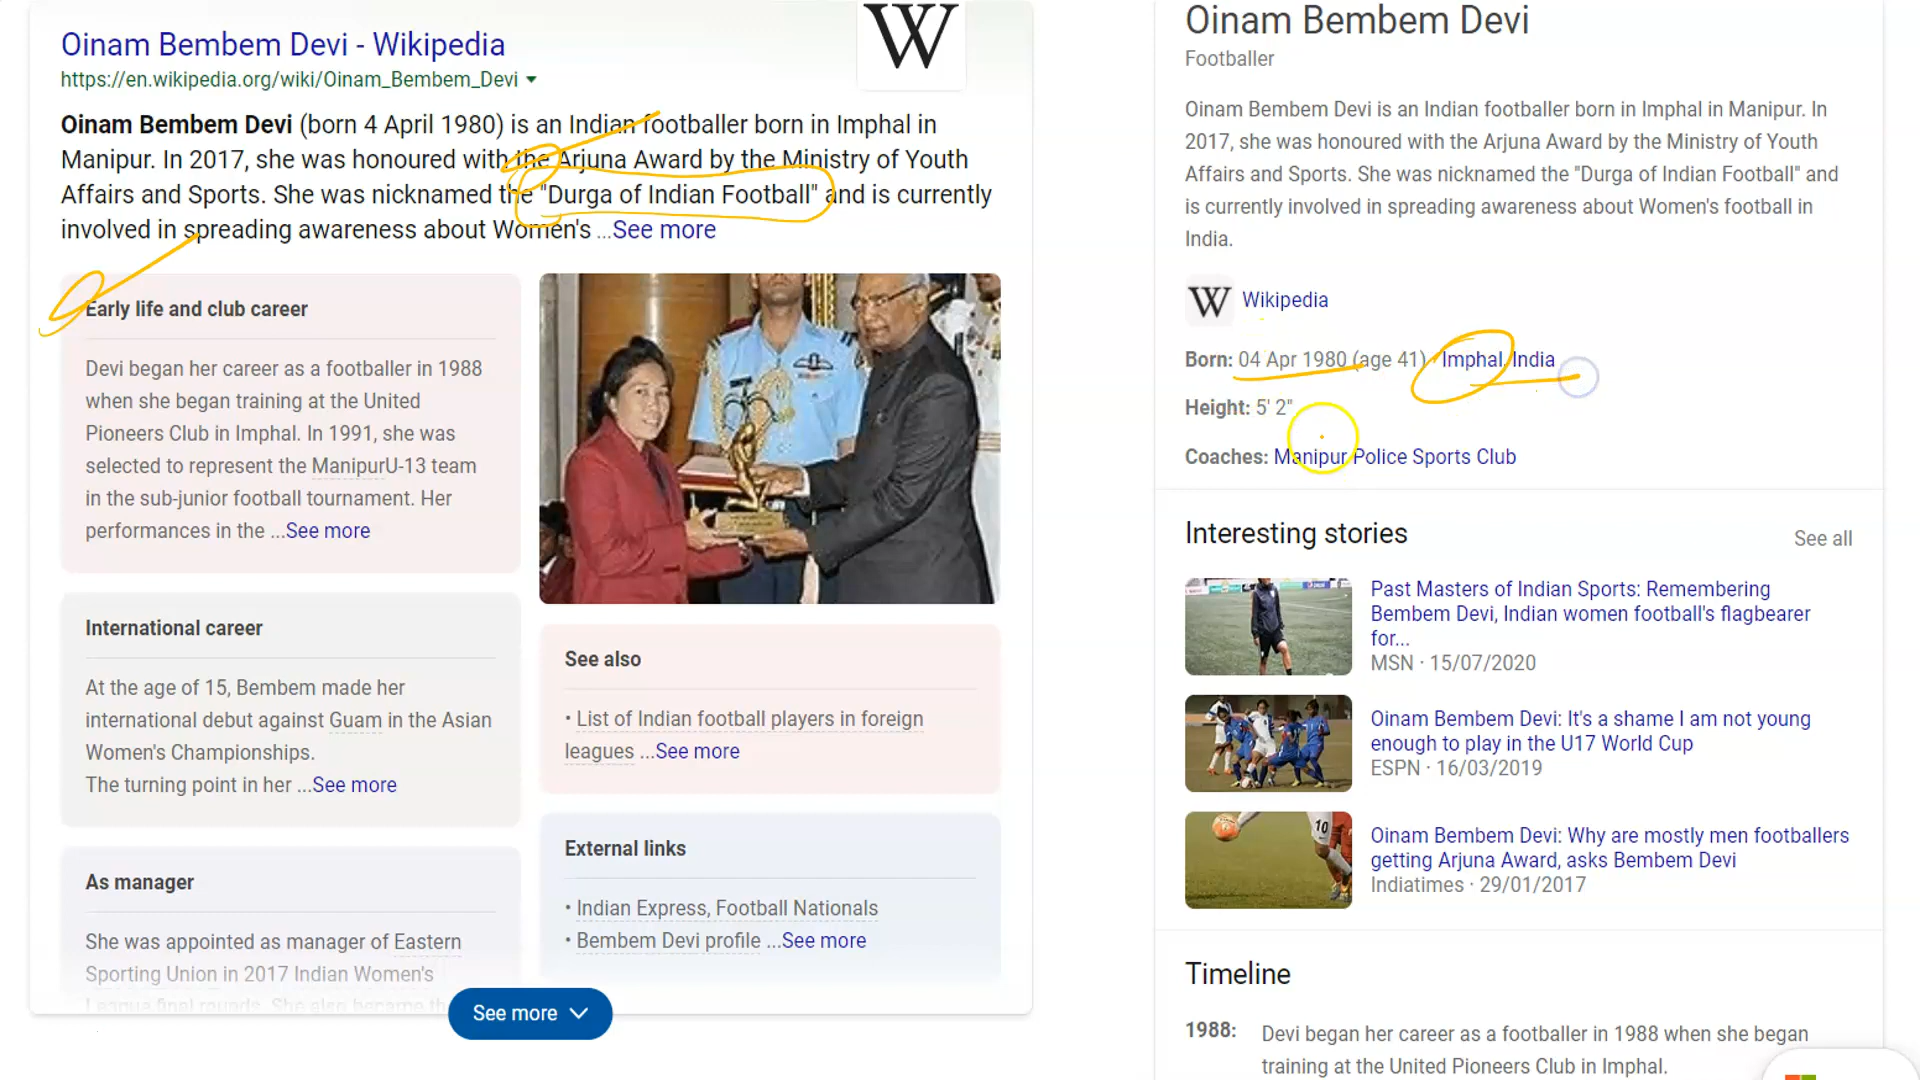 Oinam Bembem Devi - Wikipedia
https://en.wikipedia.org/wiki/Oinam_Bembem_Devi
W
Oinam Bembem Devi (born 4 April 1980) is an Indian footballer born in Imphal in
Manipur. In 2017, she was honoured with the Arjuna Award by the Ministry of Youth
Affairs and Sports. She was nicknamed the "Durga of Indian Football" and is currently
involved in spreading awareness about Women's ...See more
Early life and club career
Devi began her career as a footballer in 1988
when she began training at the United
Pioneers Club in Imphal. In 1991, she was
selected to represent the ManipurU-13 team
in the sub-junior football tournament. Her
performances in the ...See more
International career
At the age of 15, Bembem made her
international debut against Guam in the Asian
Women's Championships.
The turning point in her ...See more
As manager
She was appointed as manager of Eastern
Sporting Union in 2017 Indian Women's
League final rounds. She also became th
See also
• List of Indian football players in foreign
leagues ...See more
External links
• Indian Express, Football Nationals
• Bembem Devi profile ...See more
See more
Oinam Bembem Devi
Footballer
Oinam Bembem Devi is an Indian footballer born in Imphal in Manipur. In
2017, she was honoured with the Arjuna Award by the Ministry of Youth
Affairs and Sports. She was nicknamed the "Durga of Indian Football" and
is currently involved in spreading awareness about Women's football in
India.
W Wikipedia
Born: 04 Apr 1980 (age 41) · Imphal, India
Height: 5' 2"
Coaches: Manipur Police Sports Club
Interesting stories
See all
Past Masters of Indian Sports: Remembering
Bembem Devi, Indian women football's flagbearer
for...
MSN · 15/07/2020
Oinam Bembem Devi: It's a shame I am not young
enough to play in the U17 World Cup
ESPN · 16/03/2019
10
Oinam Bembem Devi: Why are mostly men footballers
getting Arjuna Award, asks Bembem Devi
Indiatimes · 29/01/2017
Timeline
1988: Devi began her career as a footballer in 1988 when she began
training at the United Pioneers Club in Imphal.